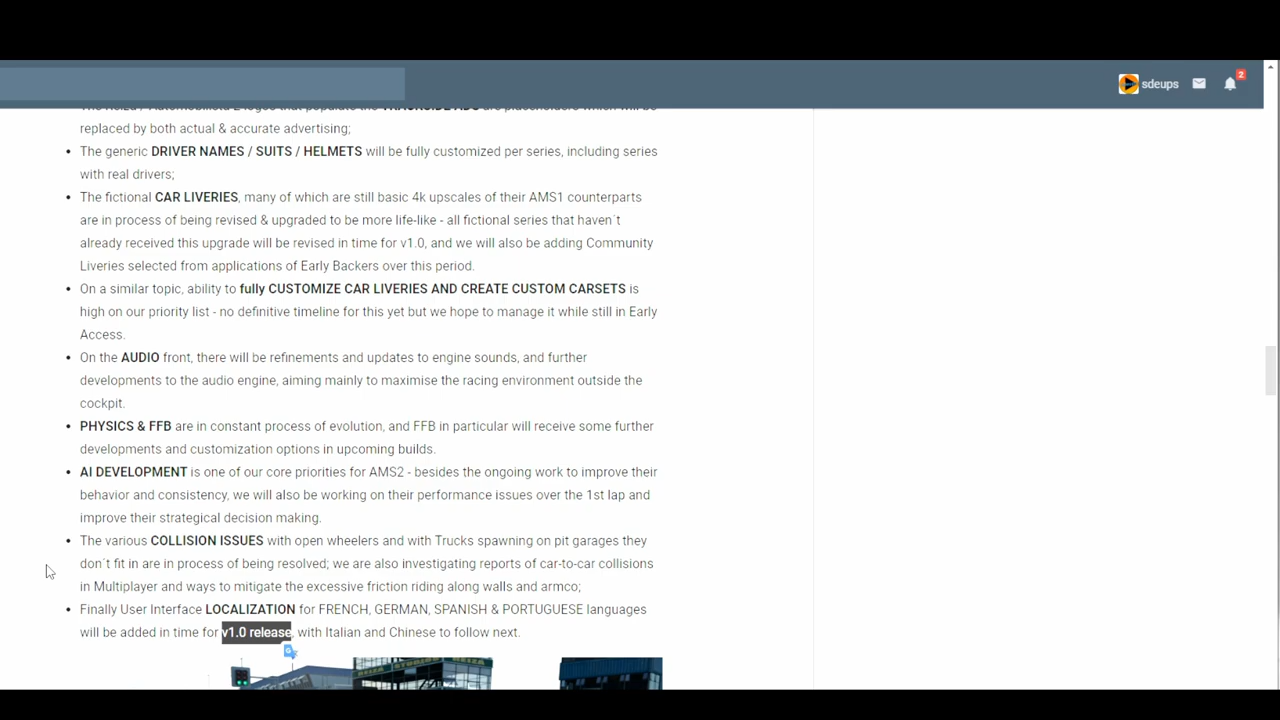 sdeups
2
replaced by both actual & accurate advertising;
The generic DRIVER NAMES / SUITS / HELMETS will be fully customized per series, including series
with real drivers;
The fictional CAR LIVERIES, many of which are still basic 4k upscales of their AMS1 counterparts
are in process of being revised & upgraded to be more life-like - all fictional series that haven´t
already received this upgrade will be revised in time for v1.0, and we will also be adding Community
Liveries selected from applications of Early Backers over this period.
On a similar topic, ability to fully CUSTOMIZE CAR LIVERIES AND CREATE CUSTOM CARSETS is
high on our priority list - no definitive timeline for this yet but we hope to manage it while still in Early
Access.
On the AUDIO front, there will be refinements and updates to engine sounds, and further
developments to the audio engine, aiming mainly to maximise the racing environment outside the
cockpit.
PHYSICS & FFB are in constant process of evolution, and FFB in particular will receive some further
developments and customization options in upcoming builds.
AI DEVELOPMENT is one of our core priorities for AMS2 - besides the ongoing work to improve their
behavior and consistency, we will also be working on their performance issues over the 1st lap and
improve their strategical decision making.
The various COLLISION ISSUES with open wheelers and with Trucks spawning on pit garages they
don´t fit in are in process of being resolved; we are also investigating reports of car-to-car collisions
in Multiplayer and ways to mitigate the excessive friction riding along walls and armco;
Finally User Interface LOCALIZATION for FRENCH, GERMAN, SPANISH & PORTUGUESE languages
will be added in time for v1.0 release, with Italian and Chinese to follow next.
REIZA STUDIOS REIZA